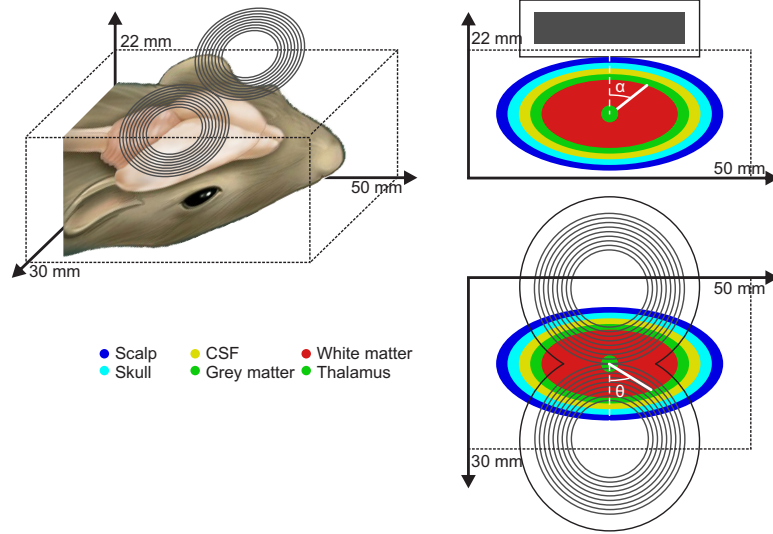 22 mm
50 mm
30 mm
22 mm
α
50 mm
50 mm
θ
30 mm
Scalp
CSF
White matter
Skull
Grey matter
Thalamus